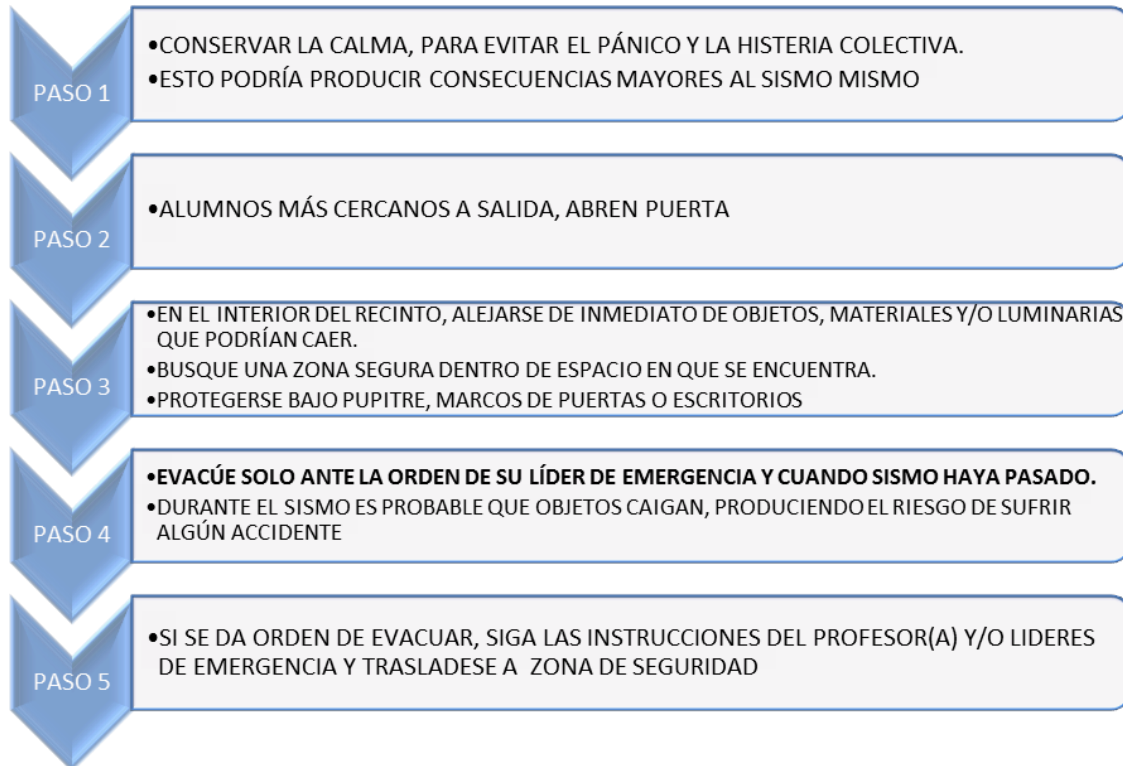 PASO 1
•CONSERVAR LA CALMA, PARA EVITAR EL PÁNICO Y LA HISTERIA COLECTIVA.
•ESTO PODRÍA PRODUCIR CONSECUENCIAS MAYORES AL SISMO MISMO
PASO 2
•ALUMNOS MÁS CERCANOS A SALIDA, ABREN PUERTA
PASO 3
•EN EL INTERIOR DEL RECINTO, ALEJARSE DE INMEDIATO DE OBJETOS, MATERIALES Y/O LUMINARIAS
QUE PODRÍAN CAER.
•BUSQUE UNA ZONA SEGURA DENTRO DE ESPACIO EN QUE SE ENCUENTRA.
•PROTEGERSE BAJO PUPITRE, MARCOS DE PUERTAS O ESCRITORIOS
PASO 4
•EVACÚE SOLO ANTE LA ORDEN DE SU LÍDER DE EMERGENCIA Y CUANDO SISMO HAYA PASADO.
•DURANTE EL SISMO ES PROBABLE QUE OBJETOS CAIGAN, PRODUCIENDO EL RIESGO DE SUFRIR
ALGÚN ACCIDENTE
PASO 5
•SI SE DA ORDEN DE EVACUAR, SIGA LAS INSTRUCCIONES DEL PROFESOR(A) Y/O LIDERES
DE EMERGENCIA Y TRASLADESE A ZONA DE SEGURIDAD